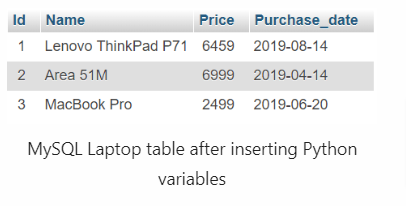 Id Name Price Purchase_date
1 Lenovo ThinkPad P71 6459 2019-08-14
2 Area 51M 6999 2019-04-14
3 MacBook Pro 2499 2019-06-20
MySQL Laptop table after inserting Python
variables